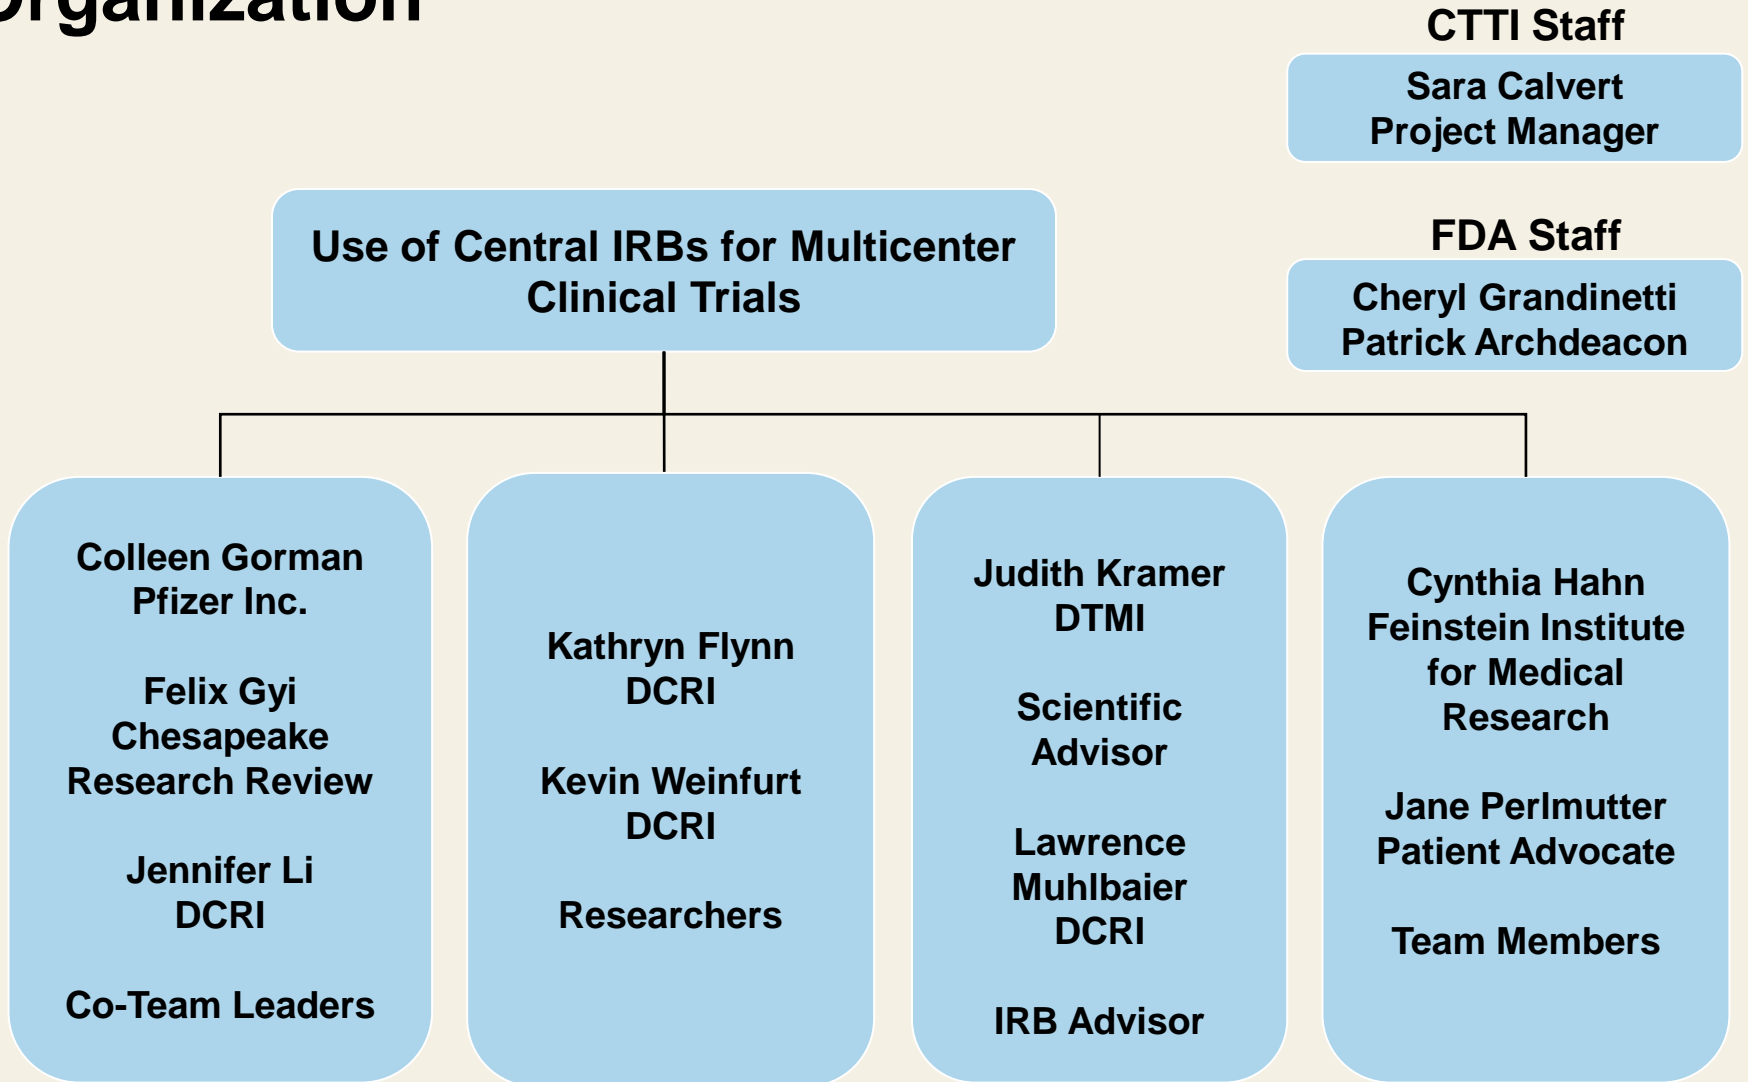 Organization
CTTI Staff
Sara Calvert
Project Manager
FDA Staff
Cheryl Grandinetti
Patrick Archdeacon
Use of Central IRBs for Multicenter
Clinical Trials
Colleen Gorman
Pfizer Inc.
Felix Gyi
Chesapeake
Research Review
Jennifer Li
DCRI
Co-Team Leaders
Kathryn Flynn
DCRI
Kevin Weinfurt
DCRI
Researchers
Judith Kramer
DTMI
Scientific
Advisor
Lawrence
Muhlbaier
DCRI
IRB Advisor
Cynthia Hahn
Feinstein Institute
for Medical
Research
Jane Perlmutter
Patient Advocate
Team Members